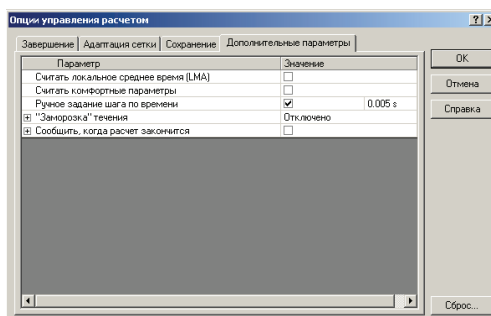 Опции управления расчетом
Завершение Адаптация сетки Сохранение Дополнительные параметры
Параметр Значение
Считать локальное среднее время (LMA)
Считать комфортные параметры
Ручное задание шага по времени 0.005 s
"Заморозка" течения Отключено
Сообщить, когда расчет закончится
OK
Отмена
Справка
Сброс...